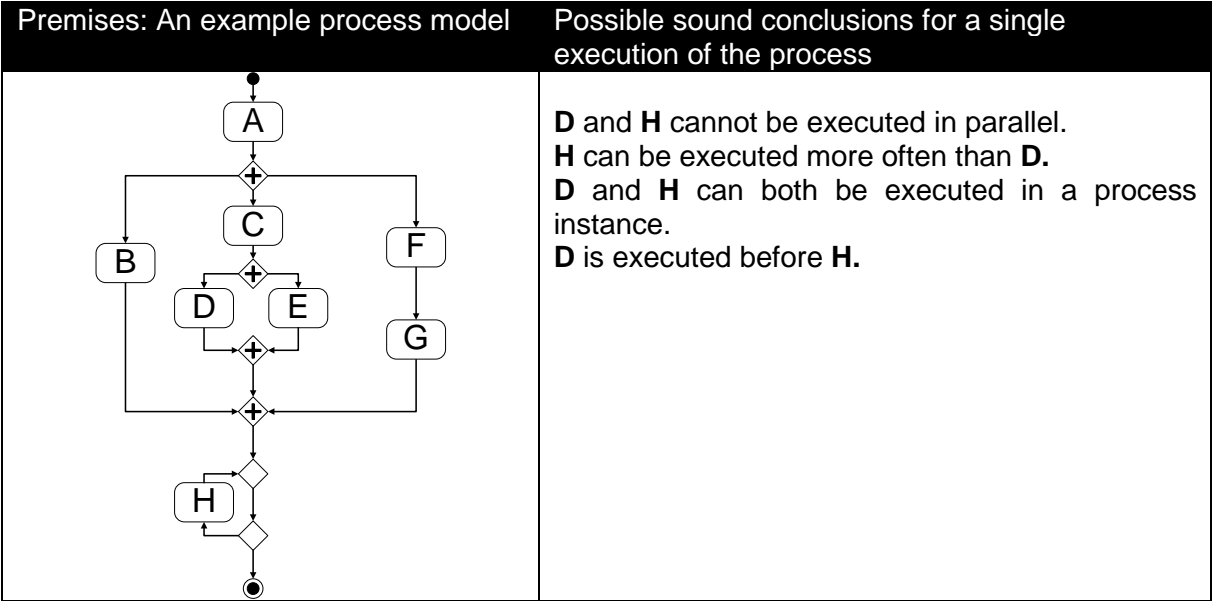 Premises: An example process model
Possible sound conclusions for a single
execution of the process
A
C
B
F
D
E
G
H
D and H cannot be executed in parallel.
H can be executed more often than D.
D and H can both be executed in a process
instance.
D is executed before H.